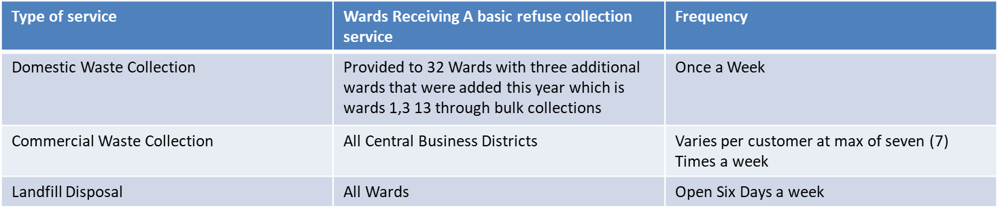 Type of service
Wards Receiving A basic refuse collection
service
Frequency
Domestic Waste Collection
Provided to 32 Wards with three additional
wards that were added this year which is
wards 1,3 13 through bulk collections
Once a Week
Commercial Waste Collection
All Central Business Districts
Varies per customer at max of seven (7)
Times a week
Landfill Disposal
All Wards
Open Six Days a week